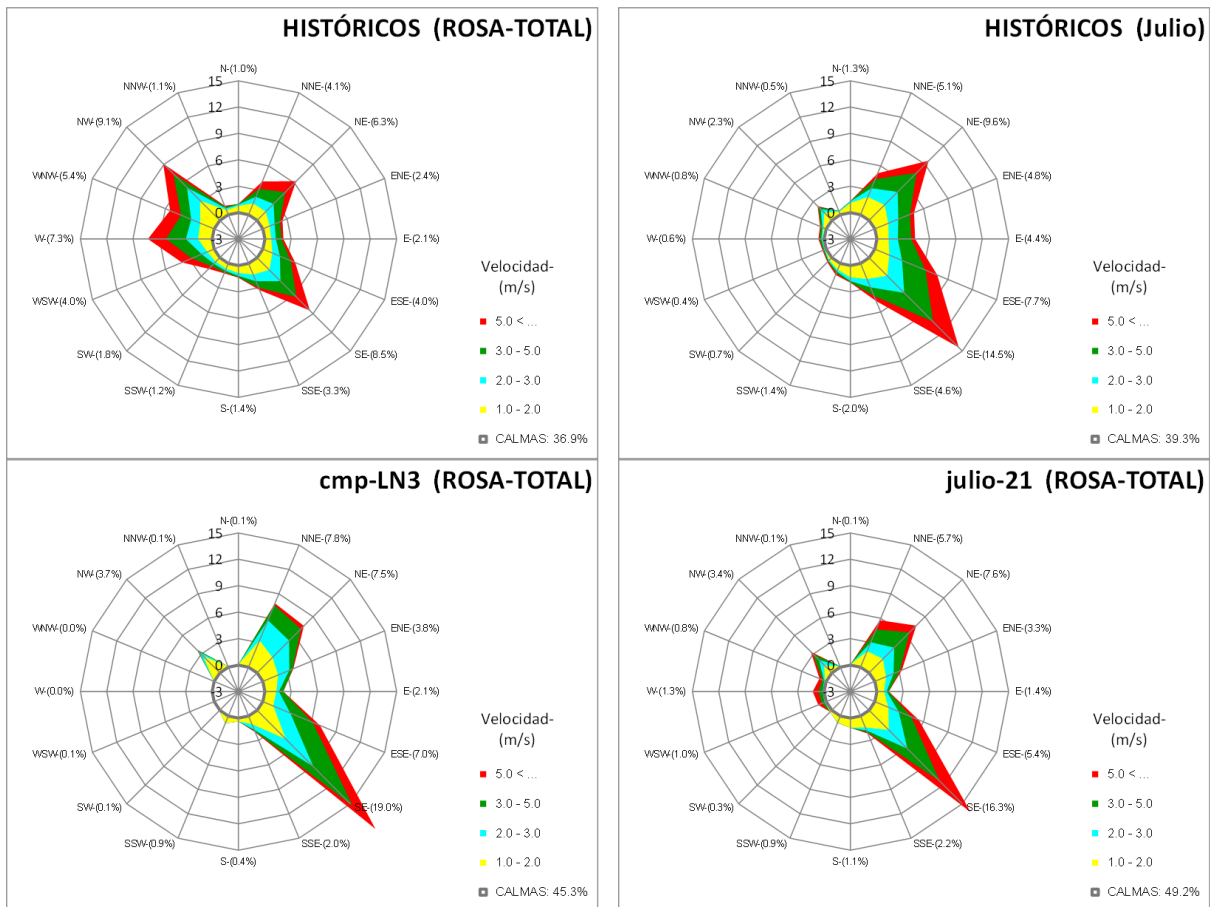 HISTÓRICOS (ROSA-TOTAL)
N-(1.0%)
NNW-(1.1%)
NNE-(4.1%)
NW-(9.1%)
NE-(6.3%)
WNW-(5.4%)
ENE-(2.4%)
W-(7.3%)
E-(2.1%)
WSW-(4.0%)
ESE-(4.0%)
SW-(1.8%)
SE-(8.5%)
SSW-(1.2%)
SSE-(3.3%)
S-(1.4%)
15
12
9
6
3
0
-3
Velocidad-
(m/s)
5.0 < ...
3.0 - 5.0
2.0 - 3.0
1.0 - 2.0
CALMAS: 36.9%
HISTÓRICOS (Julio)
N-(1.3%)
NNW-(0.5%)
NNE-(5.1%)
NW-(2.3%)
NE-(9.6%)
WNW-(0.8%)
ENE-(4.8%)
W-(0.6%)
E-(4.4%)
WSW-(0.4%)
ESE-(7.7%)
SW-(0.7%)
SE-(14.5%)
SSW-(1.4%)
SSE-(4.6%)
S-(2.0%)
15
12
9
6
3
0
-3
Velocidad-
(m/s)
5.0 < ...
3.0 - 5.0
2.0 - 3.0
1.0 - 2.0
CALMAS: 39.3%
cmp-LN3 (ROSA-TOTAL)
N-(0.1%)
NNW-(0.1%)
NNE-(7.8%)
NW-(3.7%)
NE-(7.5%)
WNW-(0.0%)
ENE-(3.8%)
W-(0.0%)
E-(2.1%)
WSW-(0.1%)
ESE-(7.0%)
SW-(0.1%)
SE-(19.0%)
SSW-(0.9%)
SSE-(2.0%)
S-(0.4%)
15
12
9
6
3
0
-3
Velocidad-
(m/s)
5.0 < ...
3.0 - 5.0
2.0 - 3.0
1.0 - 2.0
CALMAS: 45.3%
julio-21 (ROSA-TOTAL)
N-(0.1%)
NNW-(0.1%)
NNE-(5.7%)
NW-(3.4%)
NE-(7.6%)
WNW-(0.8%)
ENE-(3.3%)
W-(1.3%)
E-(1.4%)
WSW-(1.0%)
ESE-(5.4%)
SW-(0.3%)
SE-(16.3%)
SSW-(0.9%)
SSE-(2.2%)
S-(1.1%)
15
12
9
6
3
0
-3
Velocidad-
(m/s)
5.0 < ...
3.0 - 5.0
2.0 - 3.0
1.0 - 2.0
CALMAS: 49.2%